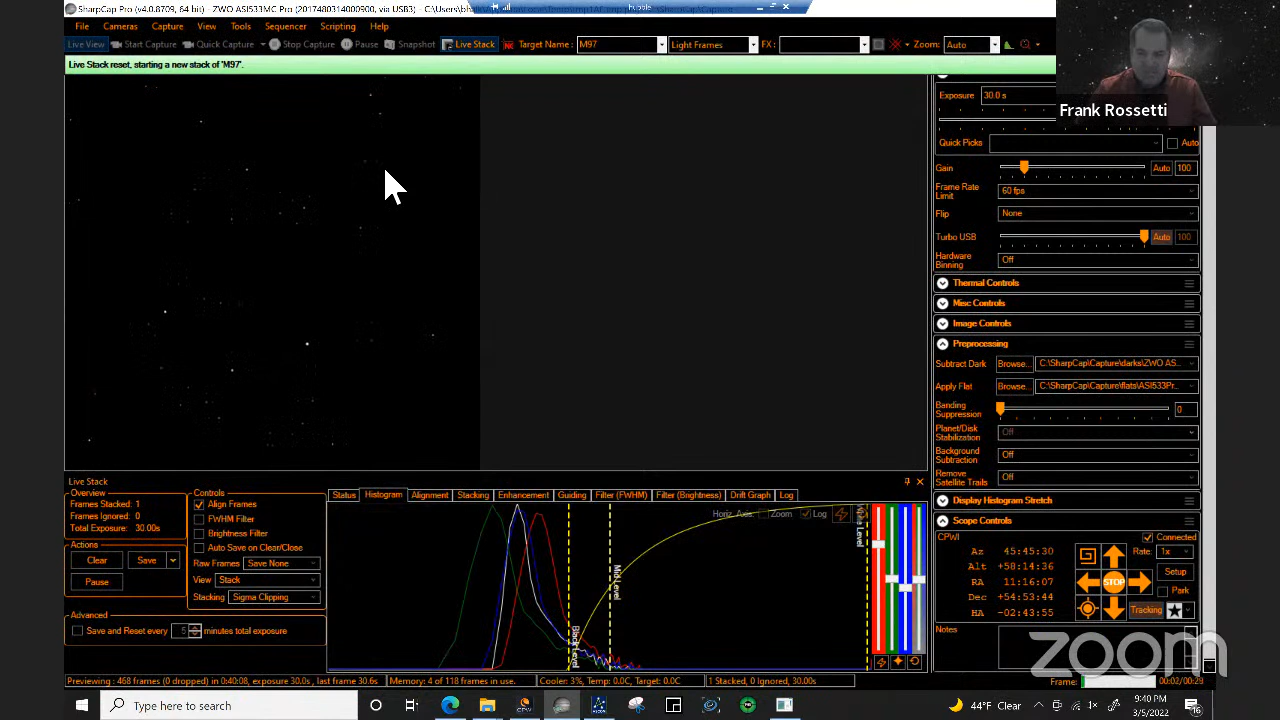 SharpCap (v4.0.8709, 64 bit) - ZWO ASI533MC Pro (2017480314000900, via USB3) - C:\Users\
hubble
File Cameras Capture View Tools Sequencer Scripting Help
Live View Start Capture Quick Capture Stop Capture Pause Snapshot Live Stack NC Target Name : M97 Light Frames FX : Zoom: Auto
Live Stack reset, starting a new stack of 'M97'.
Frank Rossetti
Exposure 30.0 s
Quick Picks Auto
Gain Auto 100
Frame Rate Limit 60 fps
Flip None
Turbo USB Auto 100
Hardware Binning Off
Thermal Controls
Misc Controls
Image Controls
Preprocessing
Subtract Dark Browse... C:\SharpCap\Capture\darks\ZWO AS...
Apply Flat Browse... C:\SharpCap\Capture\flats\ASI533Pr...
Banding Suppression 0
Planet/Disk Stabilization Off
Background Subtraction Off
Remove Satellite Trails Off
Display Histogram Stretch
Scope Controls
CPWI Connected
Az 45:45:30 Rate: 1x
Alt +58:14:36
RA 11:16:07 STOP Setup
Dec +54:53:44 Park
HA -02:43:55 Tracking
Notes
Live Stack
Overview
Frames Stacked: 1
Frames Ignored: 0
Total Exposure: 30.00s
Actions
Clear Save
Pause
Controls
Align Frames
FWHM Filter
Brightness Filter
Auto Save on Clear/Close
Raw Frames Save None
View Stack
Stacking Sigma Clipping
Advanced
Save and Reset every 5 minutes total exposure
Status Histogram Alignment Stacking Enhancement Guiding Filter (FWHM) Filter (Brightness) Drift Graph Log
Horiz. Axis: Zoom Log
Black Level
Mid Level
White Level
zoom
Previewing : 468 frames (0 dropped) in 0:40:08, exposure 30.0s , last frame 30.6s Memory: 4 of 118 frames in use. Cooler: 3%, Temp: 0.0C, Target: 0.0C 1 Stacked, 0 Ignored, 30.00s Frame: 00:02/00:28
Type here to search
44°F Clear
9:40 PM
3/5/2022
16